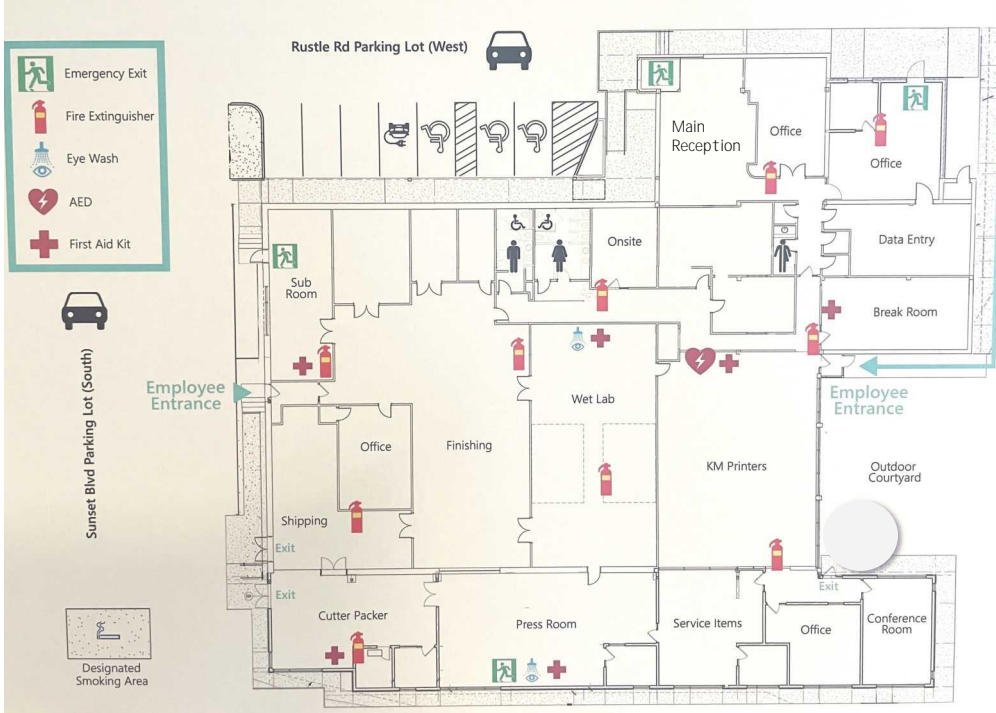 Rustle Rd Parking Lot (West)
Emergency Exit
Fire Extinguisher
Eye Wash
AED
First Aid Kit
Main
Reception
Office
Office
Onsite
Data Entry
Sub
Room
Break Room
Sunset Blvd Parking Lot (South)
Employee
Entrance
Employee
Entrance
Wet Lab
Office
Finishing
KM Printers
Outdoor
Courtyard
Shipping
Exit
Exit
Exit
Cutter Packer
Press Room
Service Items
Office
Conference
Room
Designated
Smoking Area